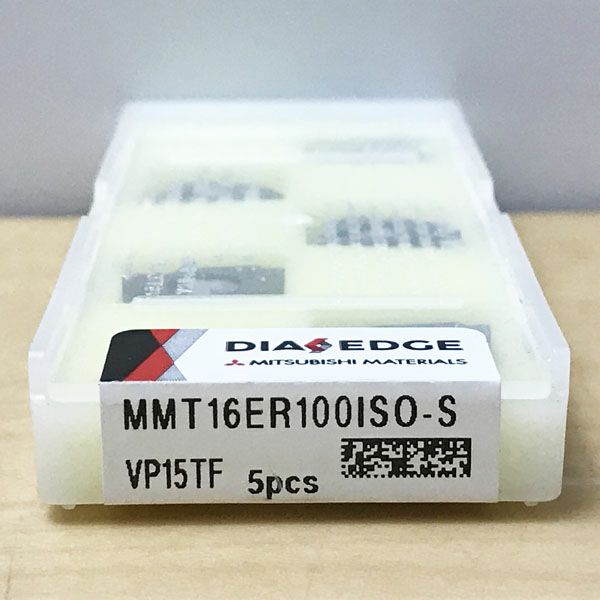 DIAEDGE
MITSUBISHI MATERIALS
MMT16ER100ISO-S
VP15TF 5pcs